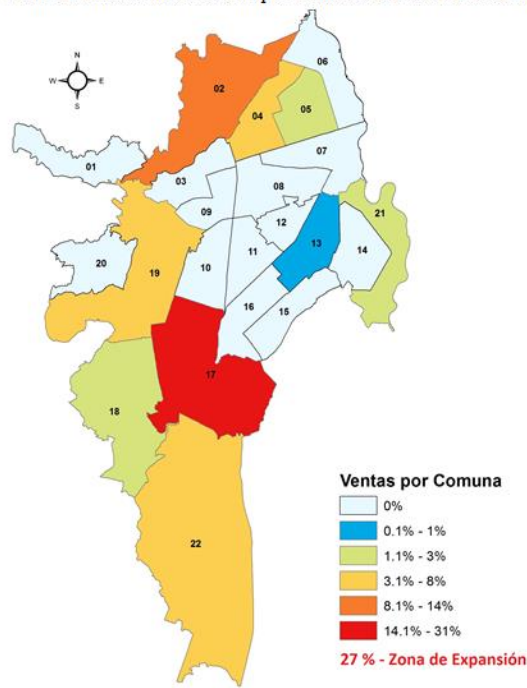 N
W E
S
06
02
04
05
07
01
03
08
09
12
21
13
14
20
19
10
11
16
15
17
18
22
Ventas por Comuna
0%
0.1% - 1%
1.1% - 3%
3.1% - 8%
8.1% - 14%
14.1% - 31%
27 % - Zona de Expansión